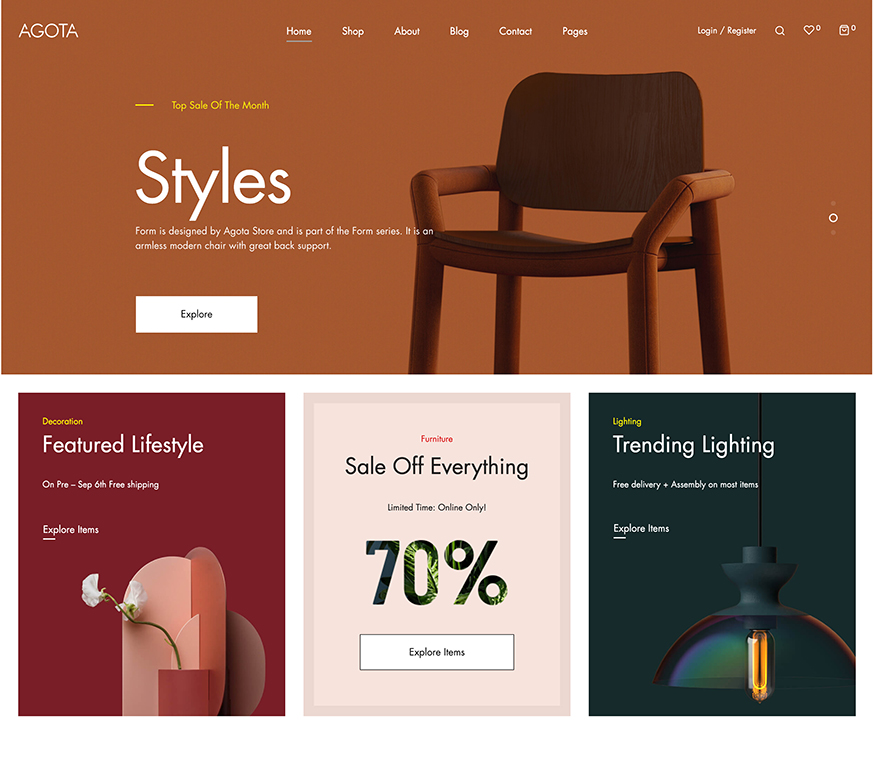 AGOTA
Home Shop About Blog Contact Pages
Login / Register
0
0
Top Sale Of The Month
Styles
Form is designed by Agota Store and is part of the Form series. It is an
armless modern chair with great back support.
Explore
Decoration
Featured Lifestyle
On Pre – Sep 6th Free shipping
Explore Items
Furniture
Sale Off Everything
Limited Time: Online Only!
70%
Explore Items
Lighting
Trending Lighting
Free delivery + Assembly on most items
Explore Items